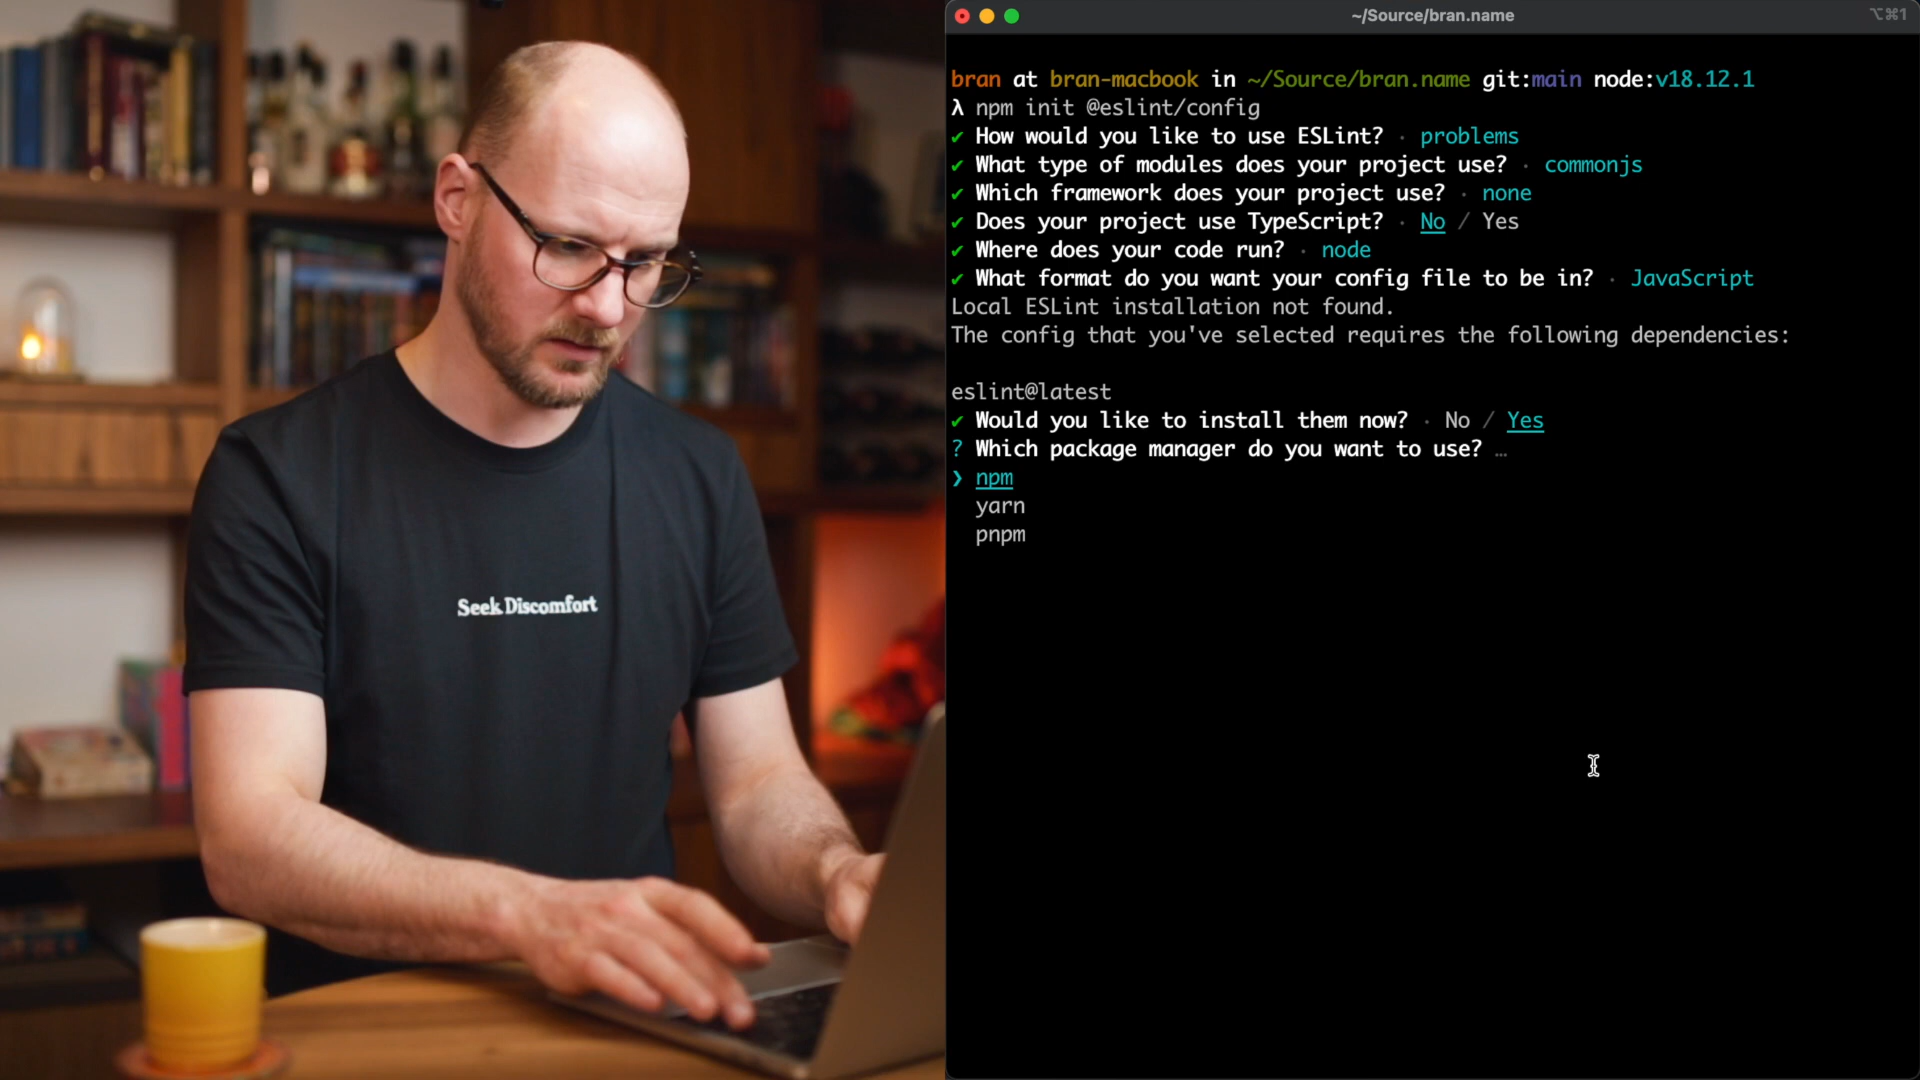 Seek Discomfort
~/Source/bran.name
⌥⌘1
bran at bran-macbook in ~/Source/bran.name git:main node:v18.12.1
λ npm init @eslint/config
✔ How would you like to use ESLint? · problems
✔ What type of modules does your project use? · commonjs
✔ Which framework does your project use? · none
✔ Does your project use TypeScript? · No / Yes
✔ Where does your code run? · node
✔ What format do you want your config file to be in? · JavaScript
Local ESLint installation not found.
The config that you've selected requires the following dependencies:
eslint@latest
✔ Would you like to install them now? · No / Yes
? Which package manager do you want to use? …
❯ npm
yarn
pnpm